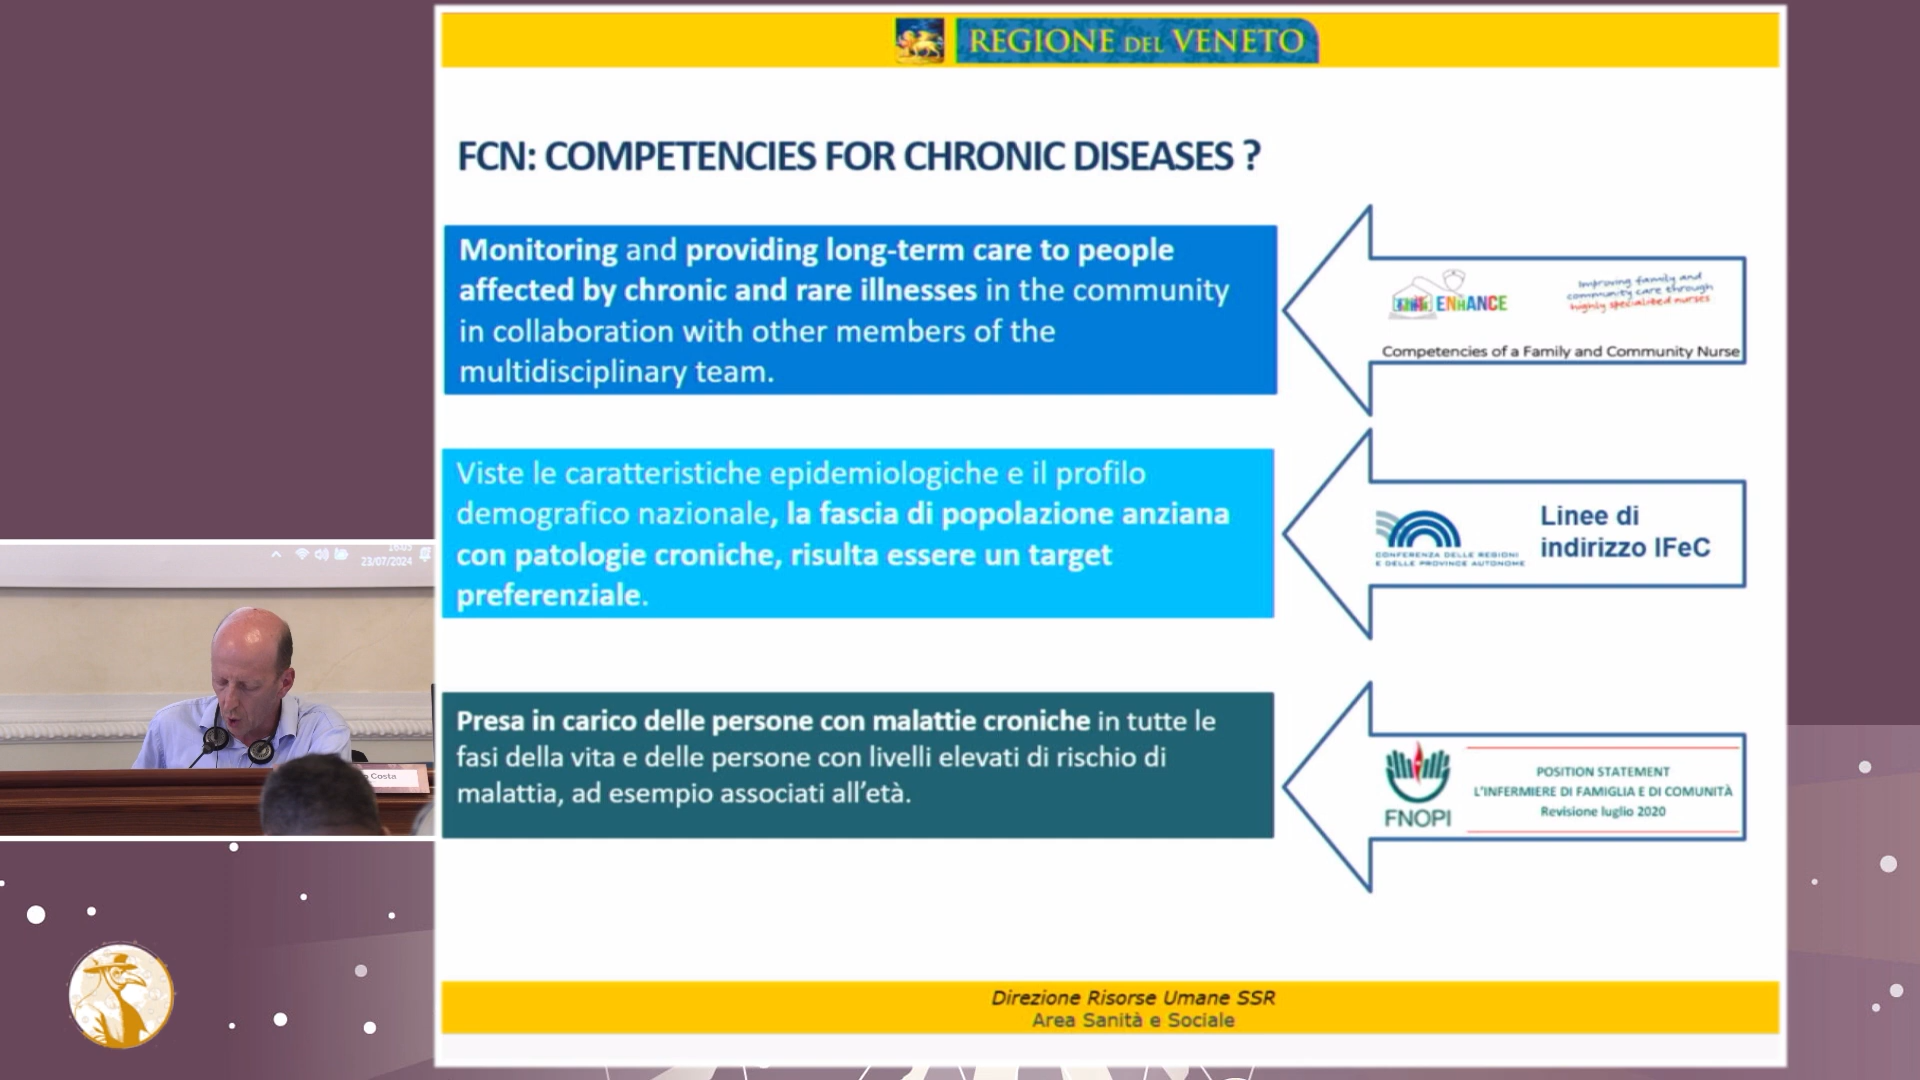 REGIONE DEL VENETO
FCN: COMPETENCIES FOR CHRONIC DISEASES ?
Monitoring and providing long-term care to people
affected by chronic and rare illnesses in the community
in collaboration with other members of the
multidisciplinary team.
ENHANCE
Improving family and
community care through
highly specialised nurses
Competencies of a Family and Community Nurse
Viste le caratteristiche epidemiologiche e il profilo
demografico nazionale, la fascia di popolazione anziana
con patologie croniche, risulta essere un target
preferenziale.
CONFERENZA DELLE REGIONI
E DELLE PROVINCE AUTONOME
Linee di
indirizzo IFeC
Presa in carico delle persone con malattie croniche in tutte le
fasi della vita e delle persone con livelli elevati di rischio di
malattia, ad esempio associati all'età.
FNOPI
POSITION STATEMENT
L'INFERMIERE DI FAMIGLIA E DI COMUNITÀ
Revisione luglio 2020
16:05
23/07/2024
Costa
Direzione Risorse Umane SSR
Area Sanità e Sociale